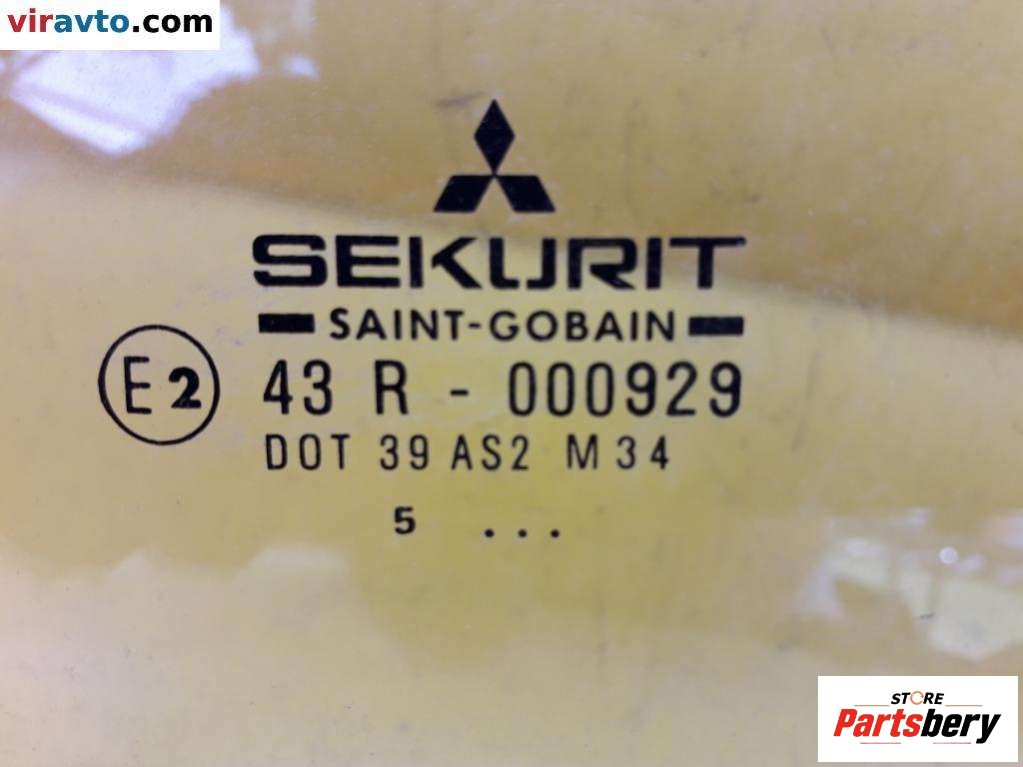 viravto.com
SEKURIT
SAINT-GOBAIN
E2 43 R - 000929
DOT 39 AS2 M34
5 ...
STORE
Partsbery